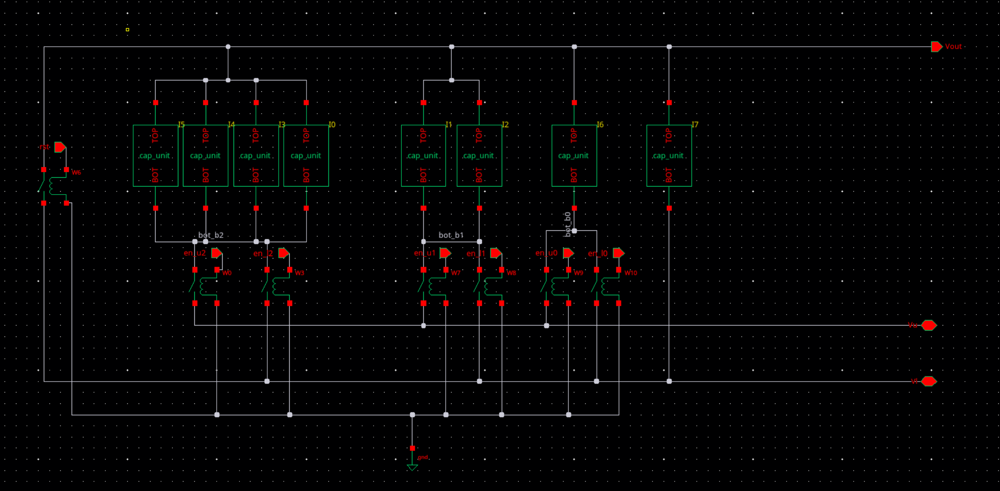 Vout
I5
I4
I3
I0
I1
I2
I6
I7
TOP
TOP
TOP
TOP
TOP
TOP
TOP
TOP
rst
cap_unit
cap_unit
cap_unit
cap_unit
cap_unit
cap_unit
cap_unit
cap_unit
W6
BOT
BOT
BOT
BOT
BOT
BOT
BOT
BOT
bot_b0
bot_b2
bot_b1
en_u2
en_l2
en_u1
en_l1
en_u0
en_l0
W0
W3
W7
W8
W9
W10
Vu
Vl
gnd